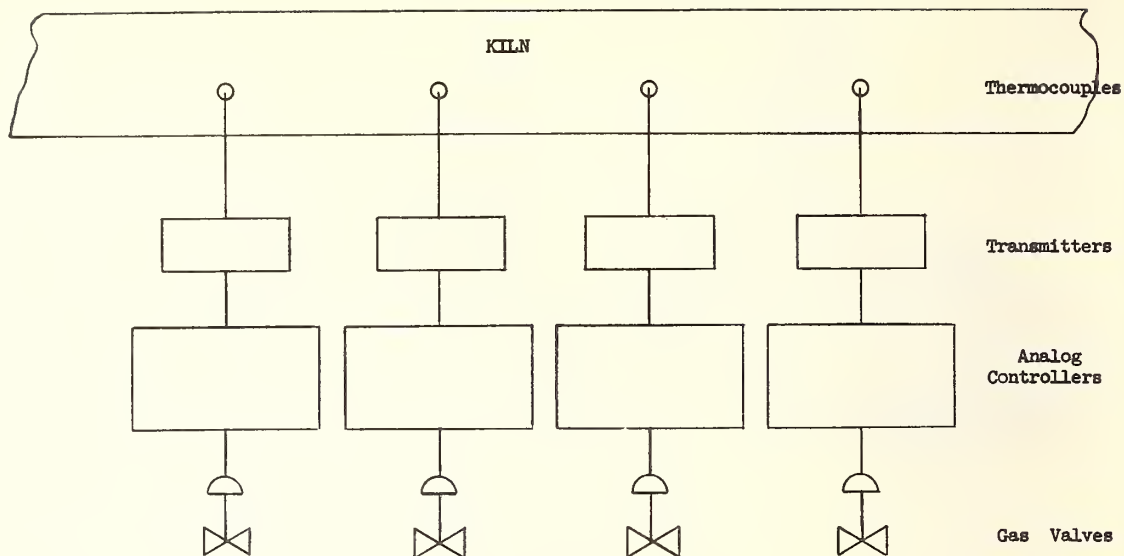 KILN
Thermocouples
Transmitters
Analog
Controllers
Gas Valves